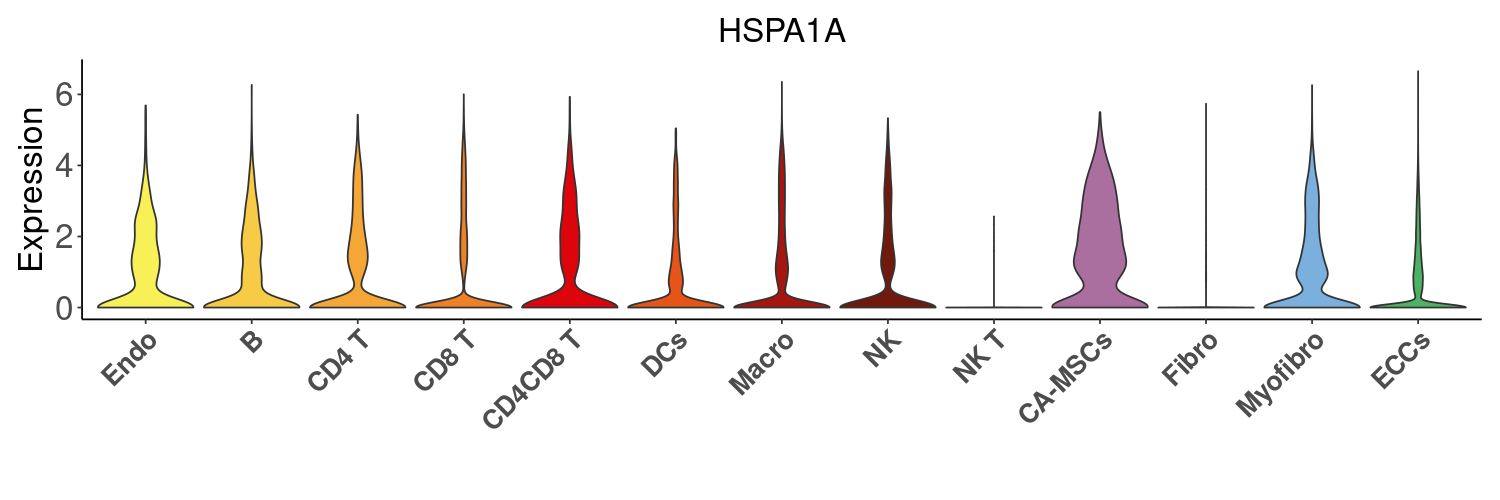 HSPA1A
Expression
6
4
2
0
Endo
B
CD4 T
CD8 T
CD4CD8 T
DCs
Macro
NK
NK T
CA-MSCs
Fibro
Myofibro
ECCs